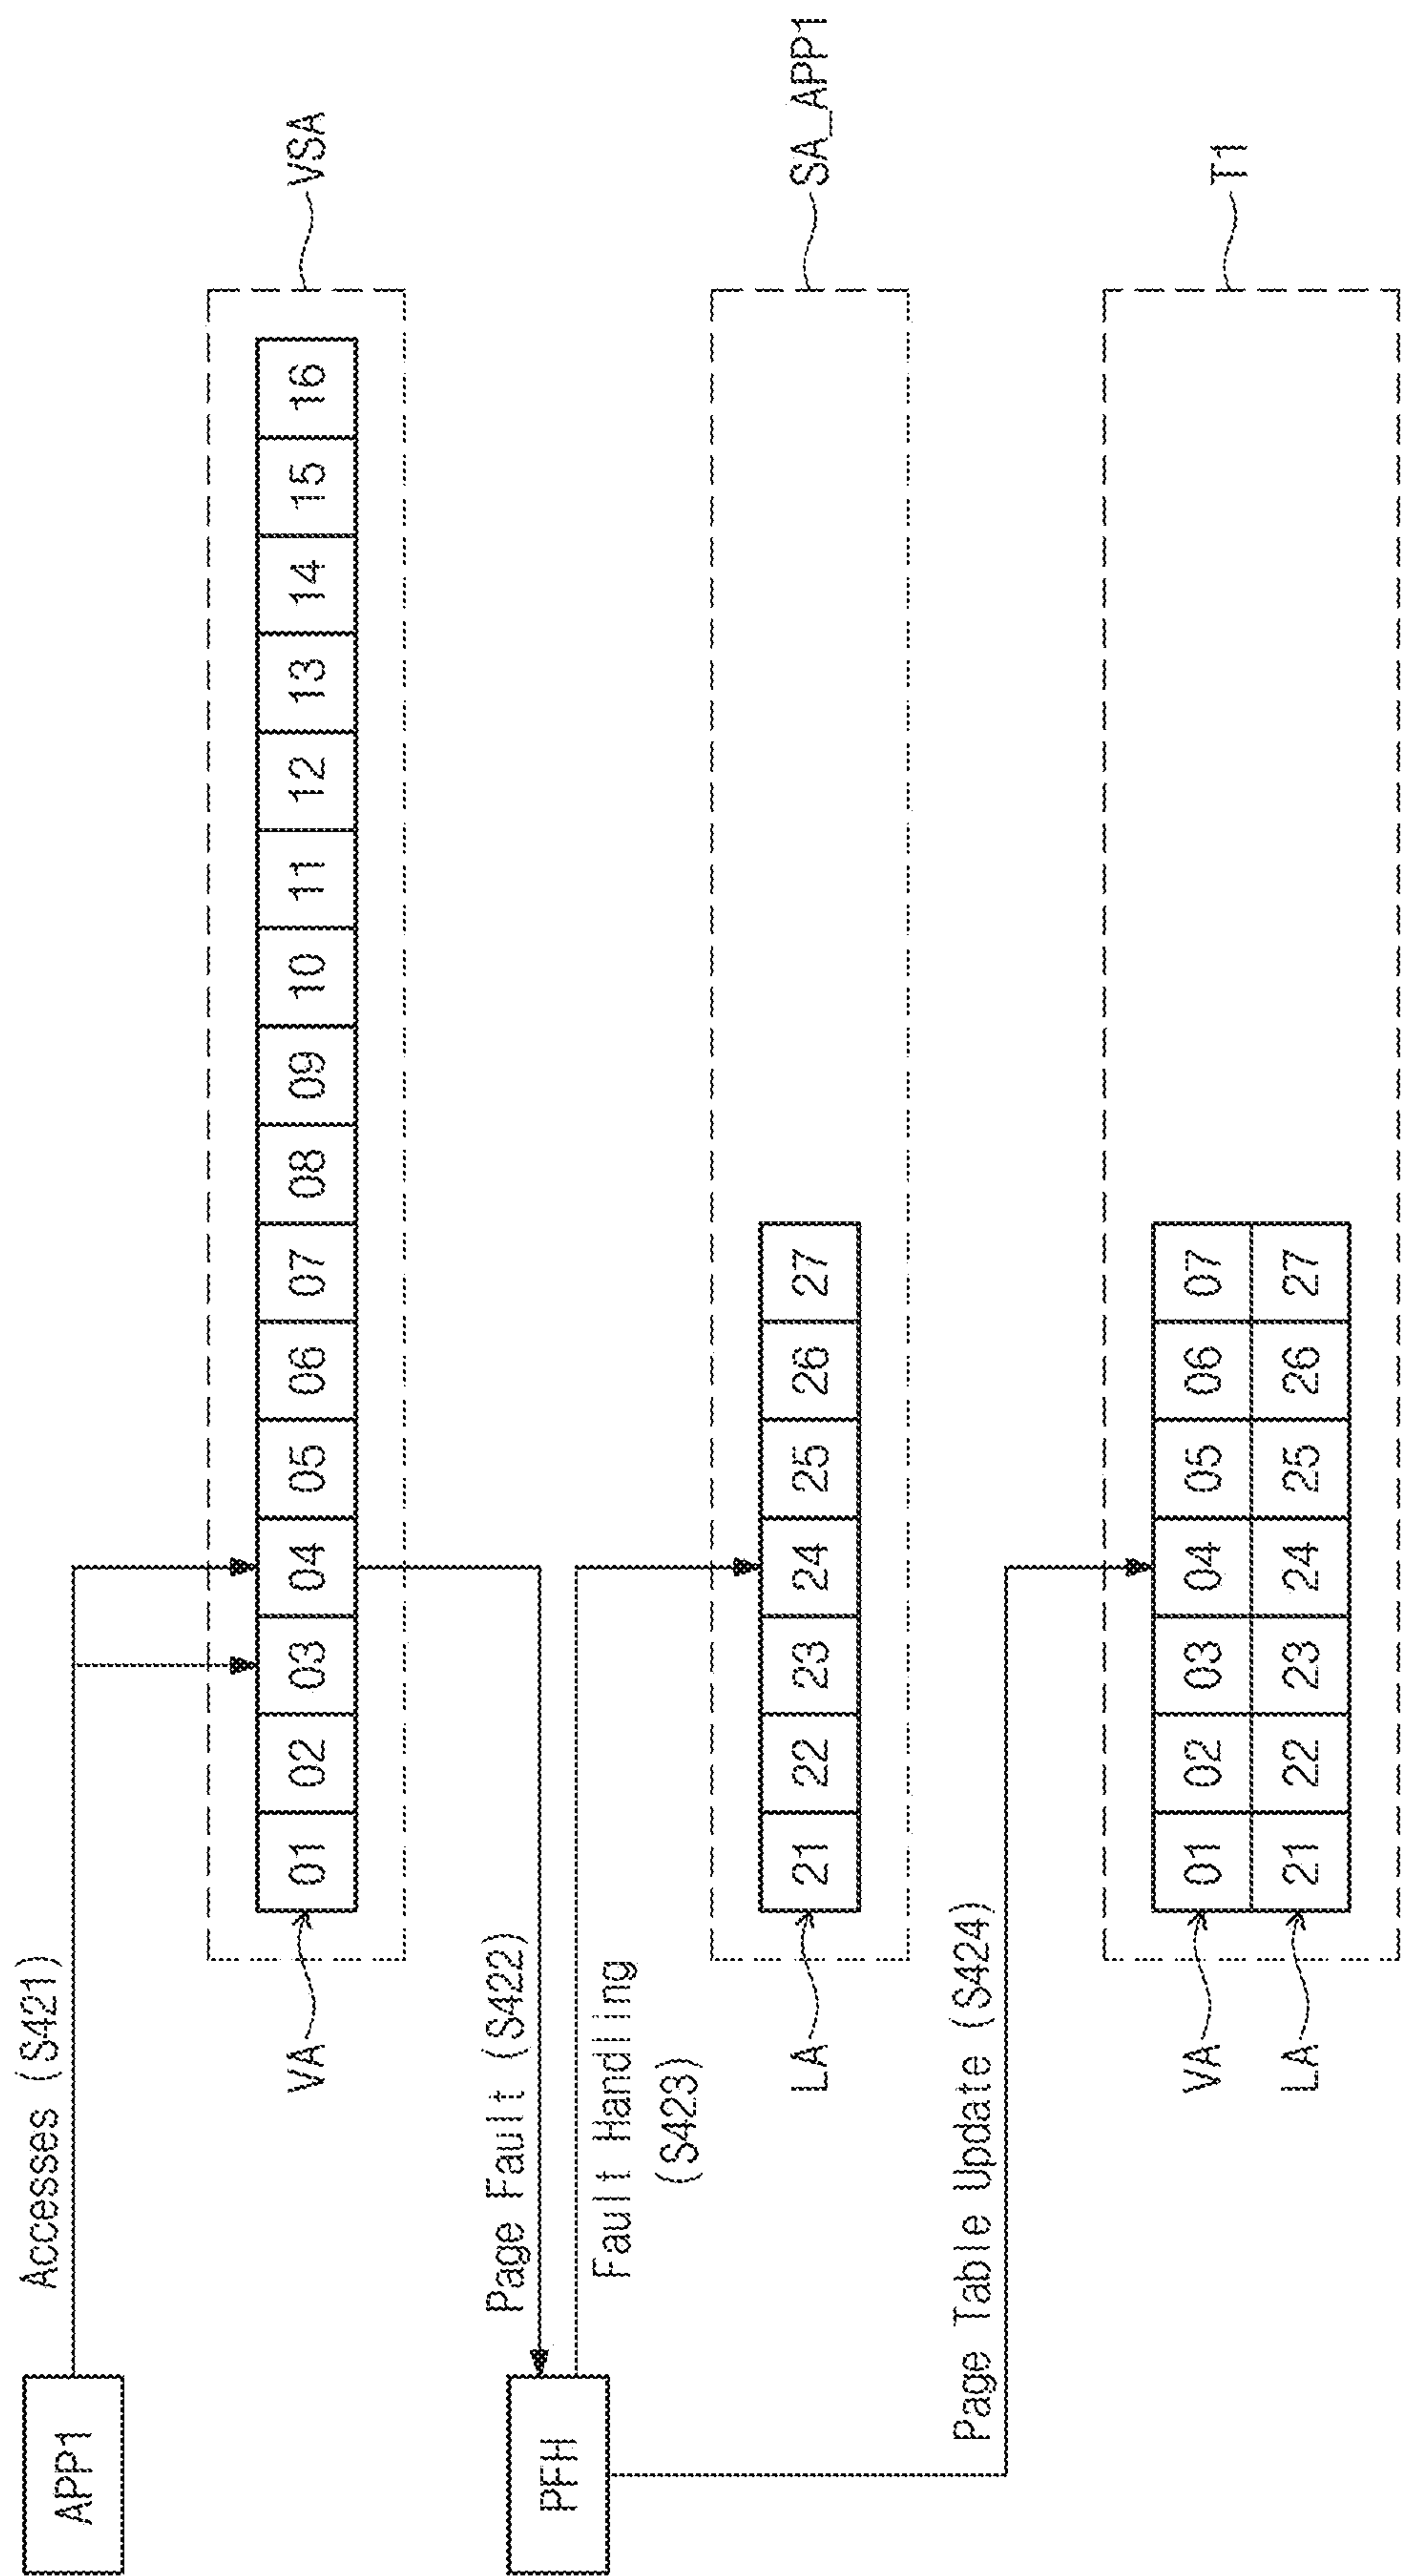 APP1
Accesses (S421)
VSA
VA
01 02 03 04 05 06 07 08 09 10 11 12 13 14 15 16
PFH
Page Fault (S422)
Fault Handling
(S423)
SA_APP1
LA
21 22 23 24 25 26 27
Page Table Update (S424)
T1
VA
01 02 03 04 05 06 07
LA
21 22 23 24 25 26 27